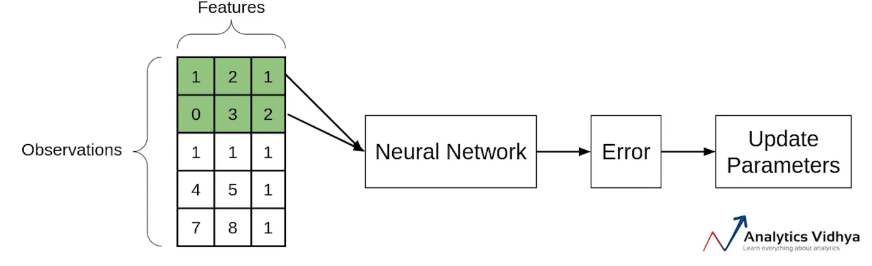 Features
1 2 1
0 3 2
Observations
1 1 1
4 5 1
7 8 1
Neural Network
Error
Update
Parameters
Analytics Vidhya
Learn everything about analytics